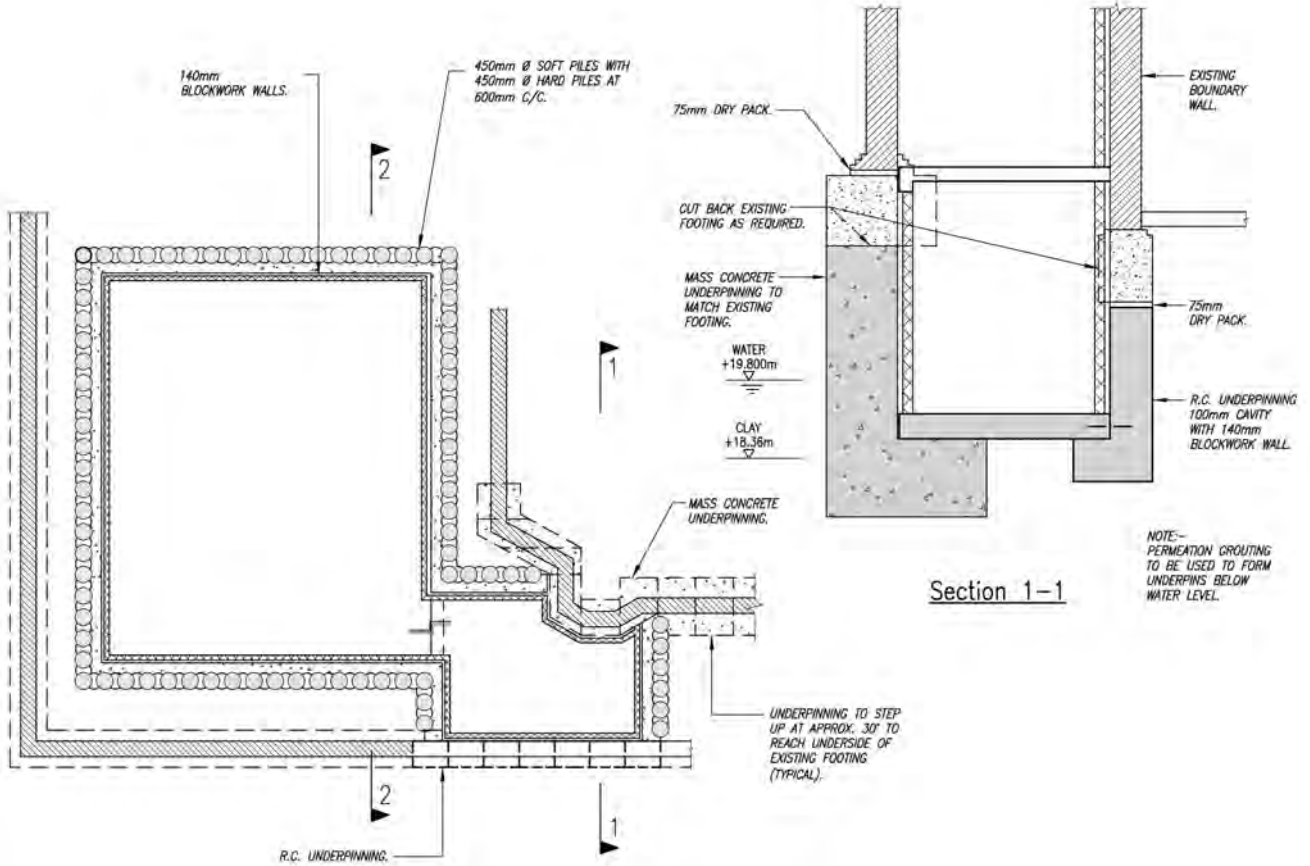 140mm
BLOCKWORK WALLS.
450mm Ø SOFT PILES WITH
450mm Ø HARD PILES AT
600mm C/C.
2
1
2
1
MASS CONCRETE
UNDERPINNING.
UNDERPINNING TO STEP
UP AT APPROX. 30° TO
REACH UNDERSIDE OF
EXISTING FOOTING
(TYPICAL).
R.C. UNDERPINNING.
75mm DRY PACK.
EXISTING
BOUNDARY
WALL.
CUT BACK EXISTING
FOOTING AS REQUIRED.
MASS CONCRETE
UNDERPINNING TO
MATCH EXISTING
FOOTING.
75mm
DRY PACK.
WATER
+19.800m
CLAY
+18.36m
R.C. UNDERPINNING
100mm CAVITY
WITH 140mm
BLOCKWORK WALL.
Section 1-1
NOTE:-
PERMEATION GROUTING
TO BE USED TO FORM
UNDERPINS BELOW
WATER LEVEL.